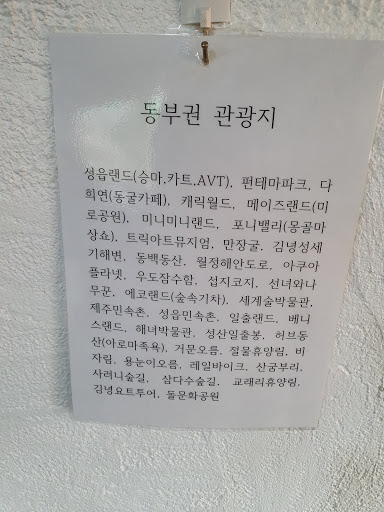 동부권 관광지
성읍랜드(승마,카트,AVT), 펀테마파크, 다
희연(동굴카페), 캐릭월드, 메이즈랜드(미
로공원), 미니미니랜드, 포니밸리(몽골마
상쇼), 트릭아트뮤지엄, 만장굴, 김녕성세
기해변, 동백동산, 월정해안도로, 아쿠아
플라넷, 우도잠수함, 섭지코지, 선녀와나
무꾼, 에코랜드(숲속기차), 세계술박물관,
제주민속촌, 성읍민속촌, 일출랜드, 베니
스랜드, 해녀박물관, 성산일출봉, 허브동
산(아로마족욕), 거문오름, 절물휴양림, 비
자림, 용눈이오름, 레일바이크, 산굼부리,
사려니숲길, 삼다수숲길, 교래리휴양림,
김녕요트투어, 돌문화공원